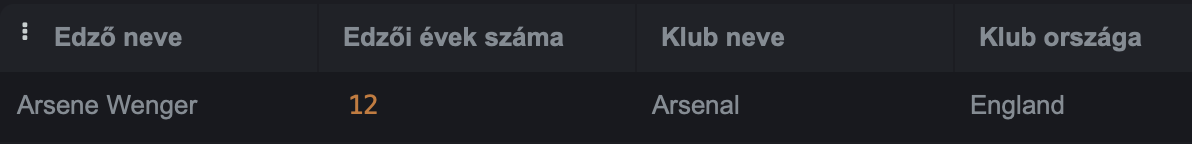 Edző neve Edzői évek száma Klub neve Klub országa
Arsene Wenger 12 Arsenal England